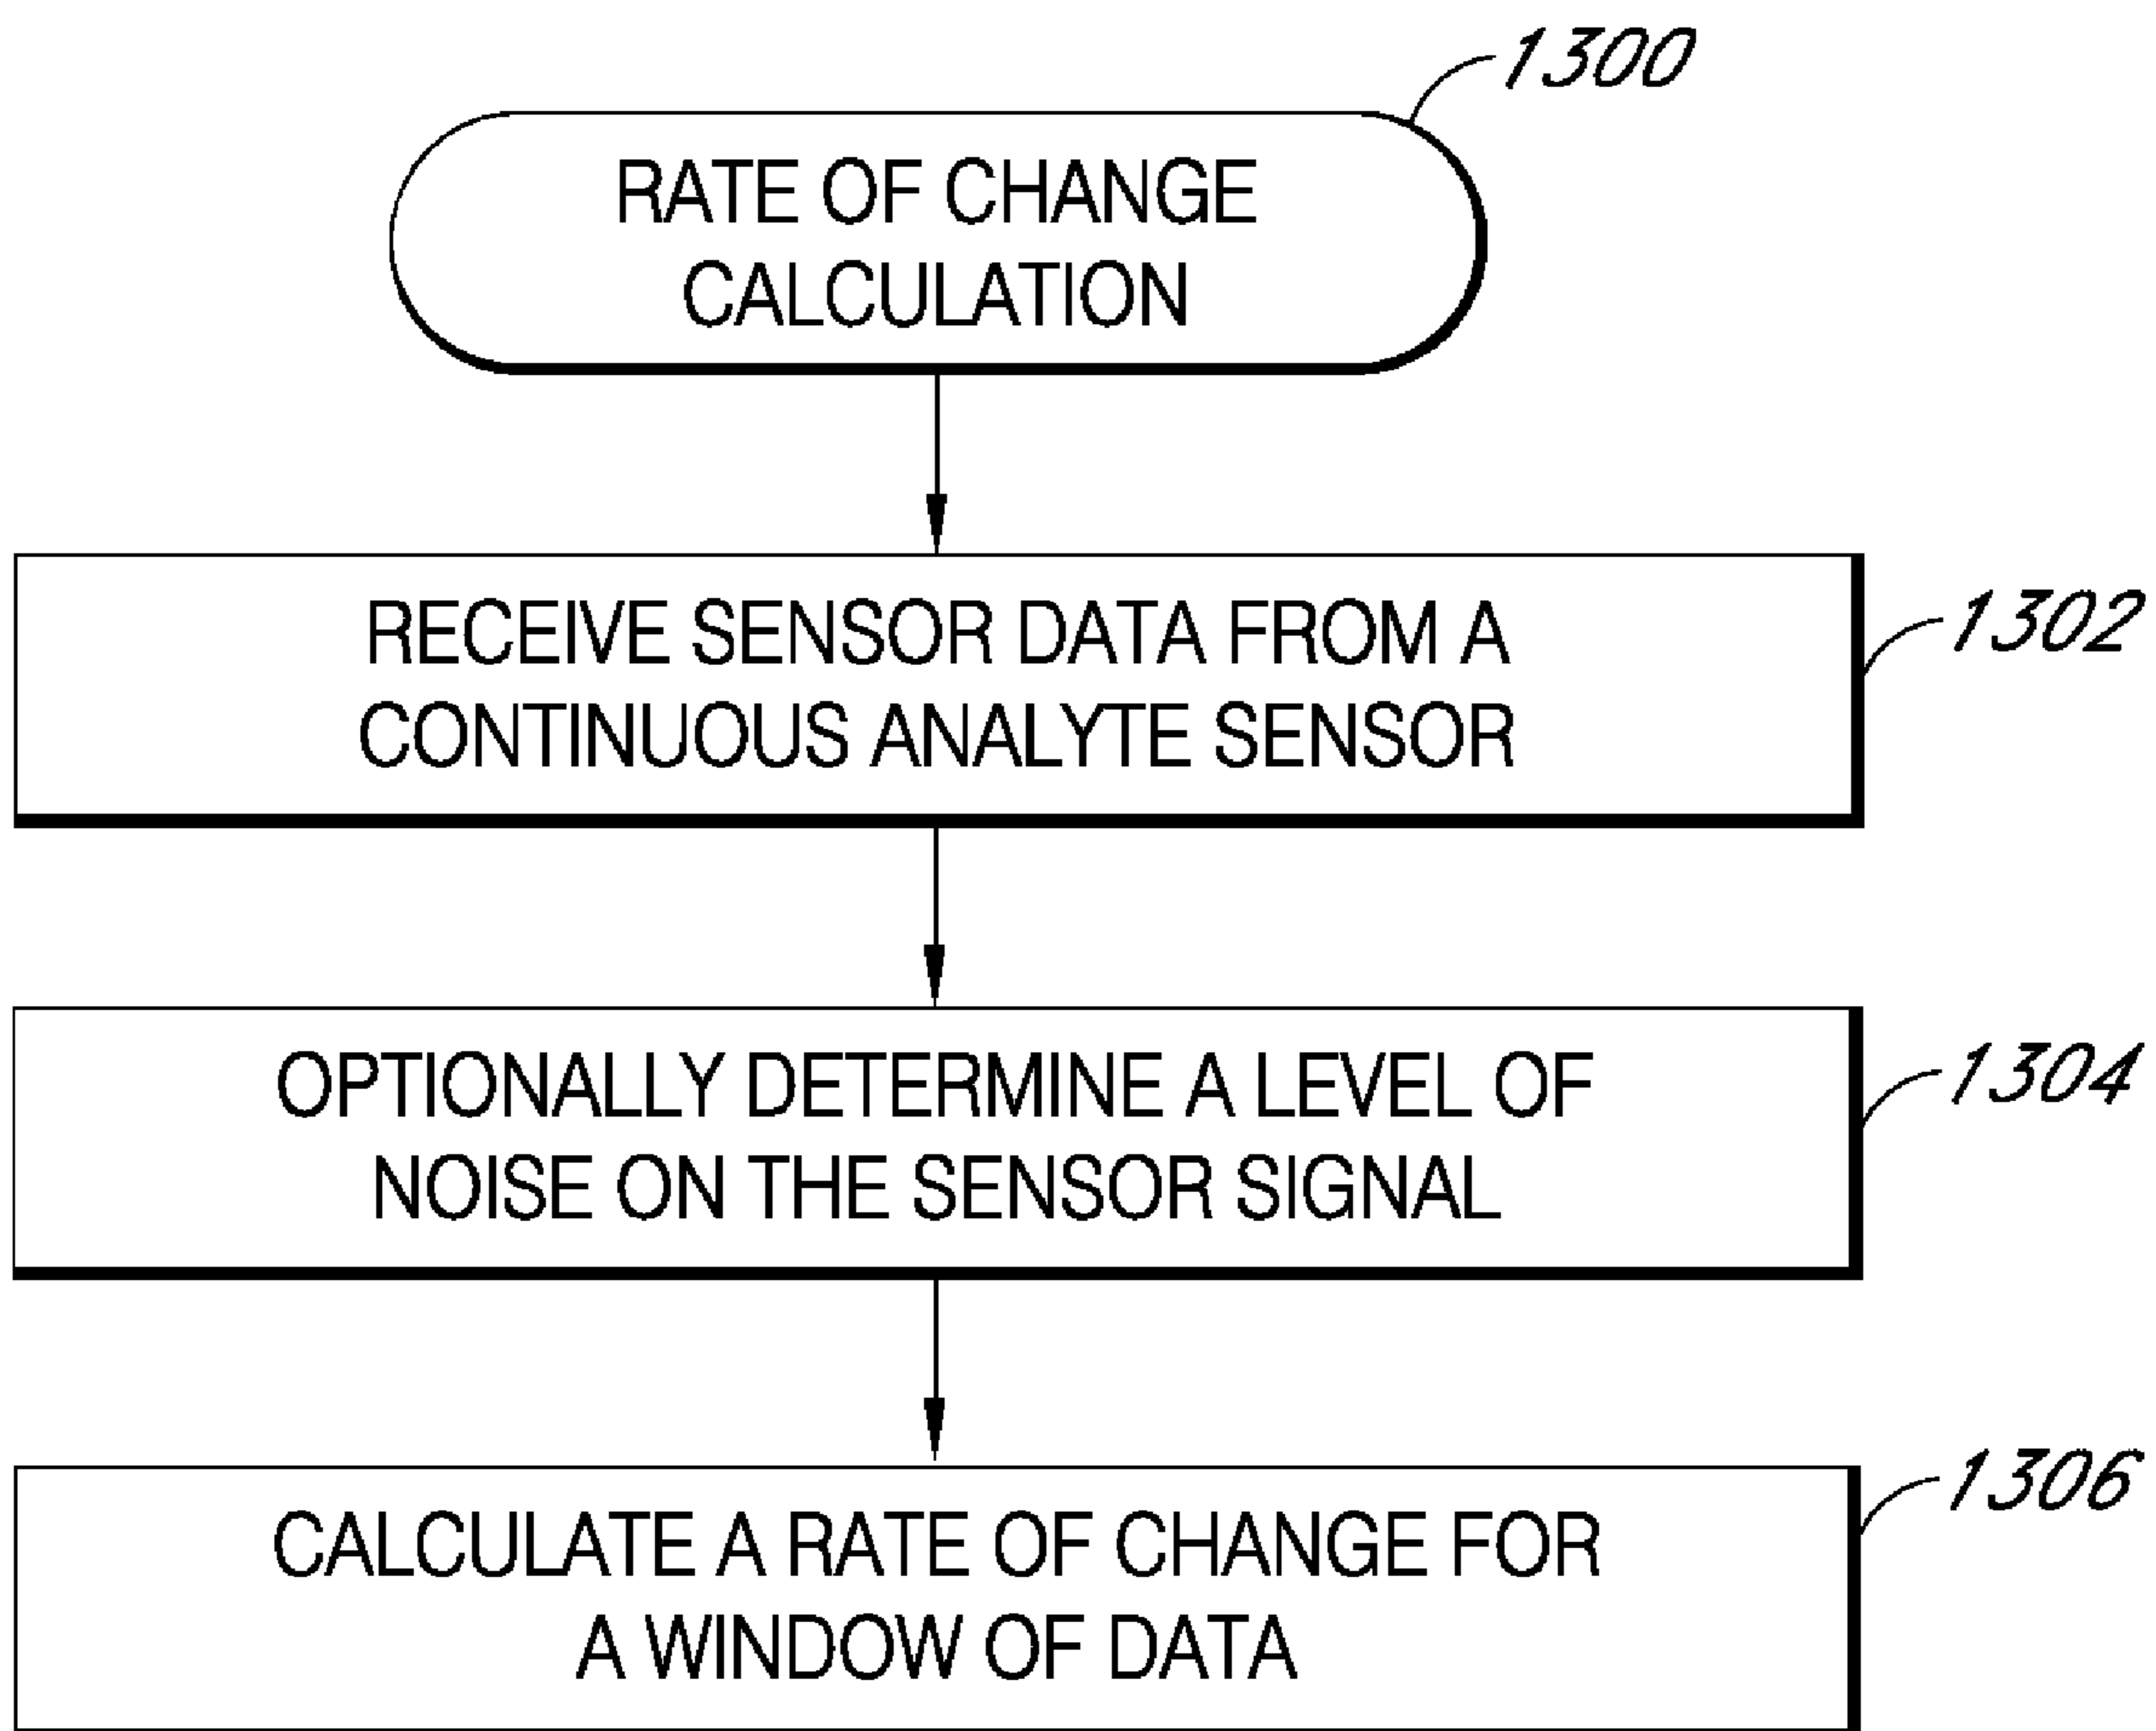 1300
RATE OF CHANGE
CALCULATION
RECEIVE SENSOR DATA FROM A
CONTINUOUS ANALYTE SENSOR
1302
OPTIONALLY DETERMINE A LEVEL OF
NOISE ON THE SENSOR SIGNAL
1304
CALCULATE A RATE OF CHANGE FOR
A WINDOW OF DATA
1306